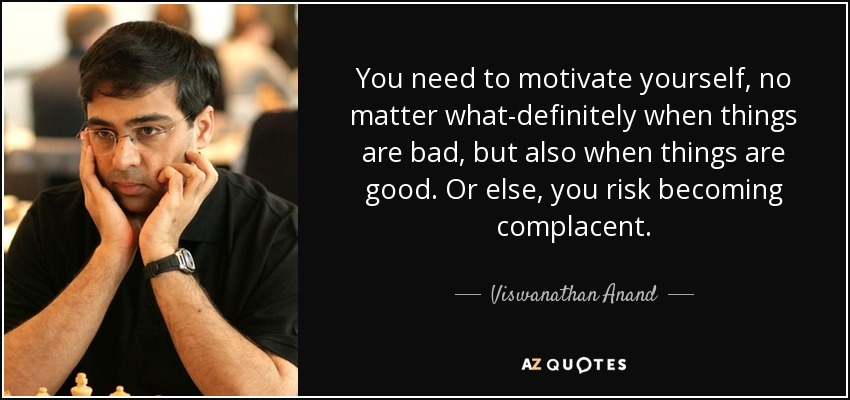 You need to motivate yourself, no
matter what-definitely when things
are bad, but also when things are
good. Or else, you risk becoming
complacent.
Viswanathan Anand
AZ QUOTES